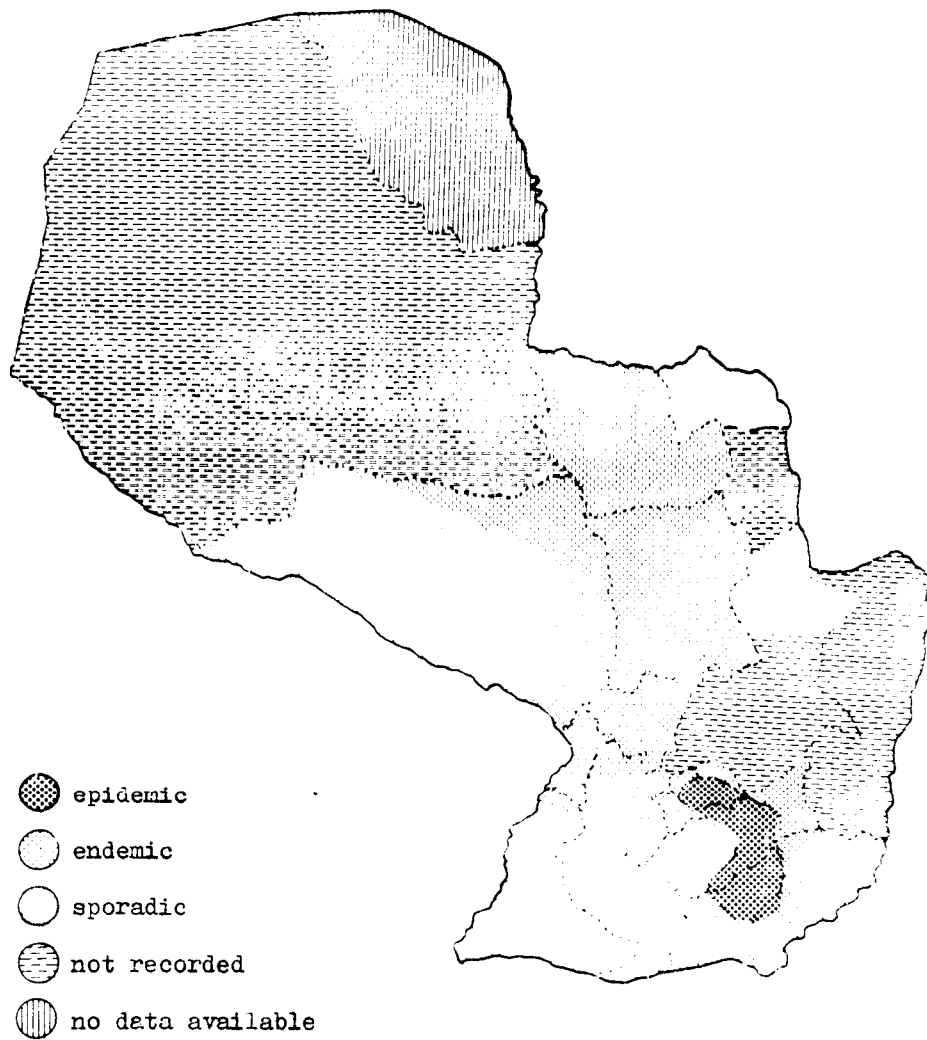 epidemic
endemic
sporadic
not recorded
no data available